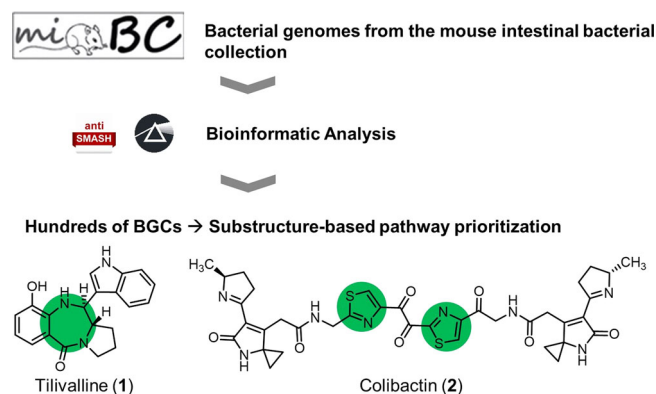 miBC
Bacterial genomes from the mouse intestinal bacterial
collection
anti
SMASH
Bioinformatic Analysis
Hundreds of BGCs → Substructure-based pathway prioritization
H
N
OH
H
N
H
H
N
O
Tilivalline (1)
H₃C
N
O
N
H
O
H
N
S
N
O
O
N
S
O
H
N
O
CH₃
N
O
NH
Colibactin (2)